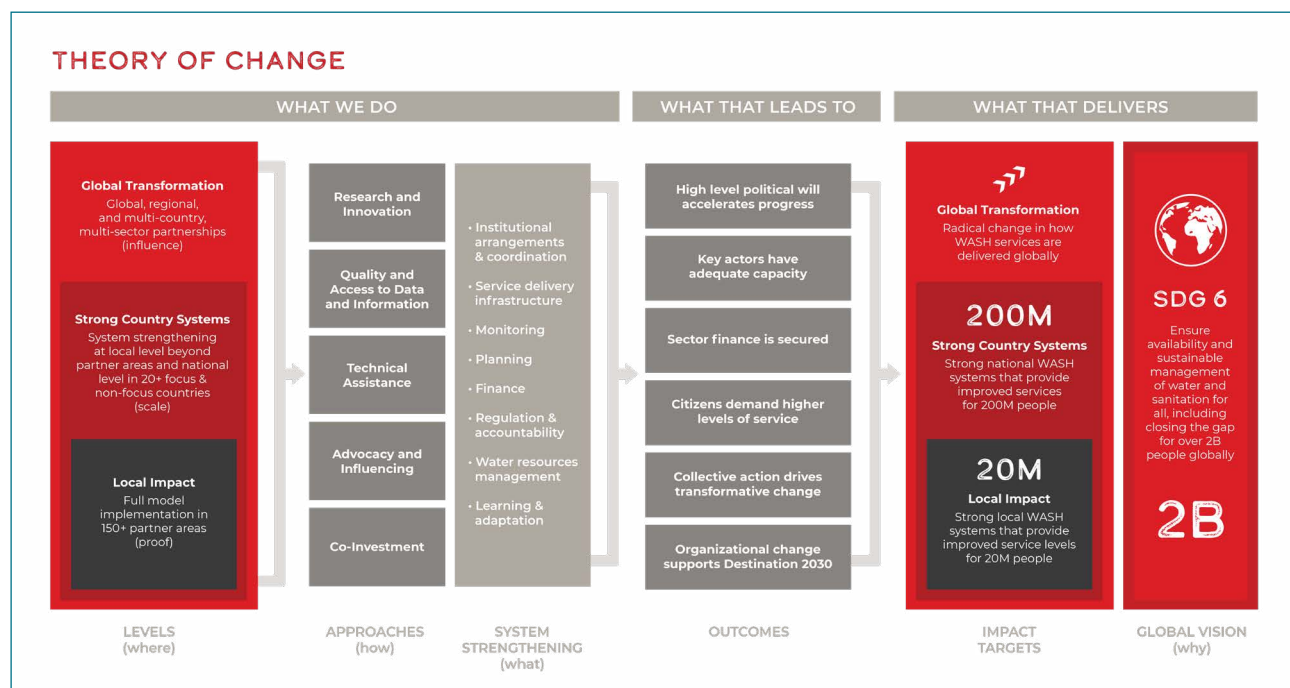 THEORY OF CHANGE
WHAT WE DO
WHAT THAT LEADS TO
WHAT THAT DELIVERS
Global Transformation
Global, regional,
and multi-country,
multi-sector partnerships
(influence)
Strong Country Systems
System strengthening
at local level beyond
partner areas and national
level in 20+ focus &
non-focus countries
(scale)
Local Impact
Full model
implementation in
150+ partner areas
(proof)
LEVELS
(where)
Research and
Innovation
Quality and
Access to Data
and Information
Technical
Assistance
Advocacy and
Influencing
Co-Investment
APPROACHES
(how)
• Institutional
arrangements
& coordination
• Service delivery
infrastructure
• Monitoring
• Planning
• Finance
• Regulation &
accountability
• Water resources
management
• Learning &
adaptation
SYSTEM
STRENGTHENING
(what)
High level political will
accelerates progress
Key actors have
adequate capacity
Sector finance is secured
Citizens demand higher
levels of service
Collective action drives
transformative change
Organizational change
supports Destination 2030
OUTCOMES
Global Transformation
Radical change in how
WASH services are
delivered globally
200M
Strong Country Systems
Strong national WASH
systems that provide
improved services
for 200M people
20M
Local Impact
Strong local WASH
systems that provide
improved service levels
for 20M people
IMPACT
TARGETS
SDG 6
Ensure
availability and
sustainable
management
of water and
sanitation for
all, including
closing the gap
for over 2B
people globally
2B
GLOBAL VISION
(why)